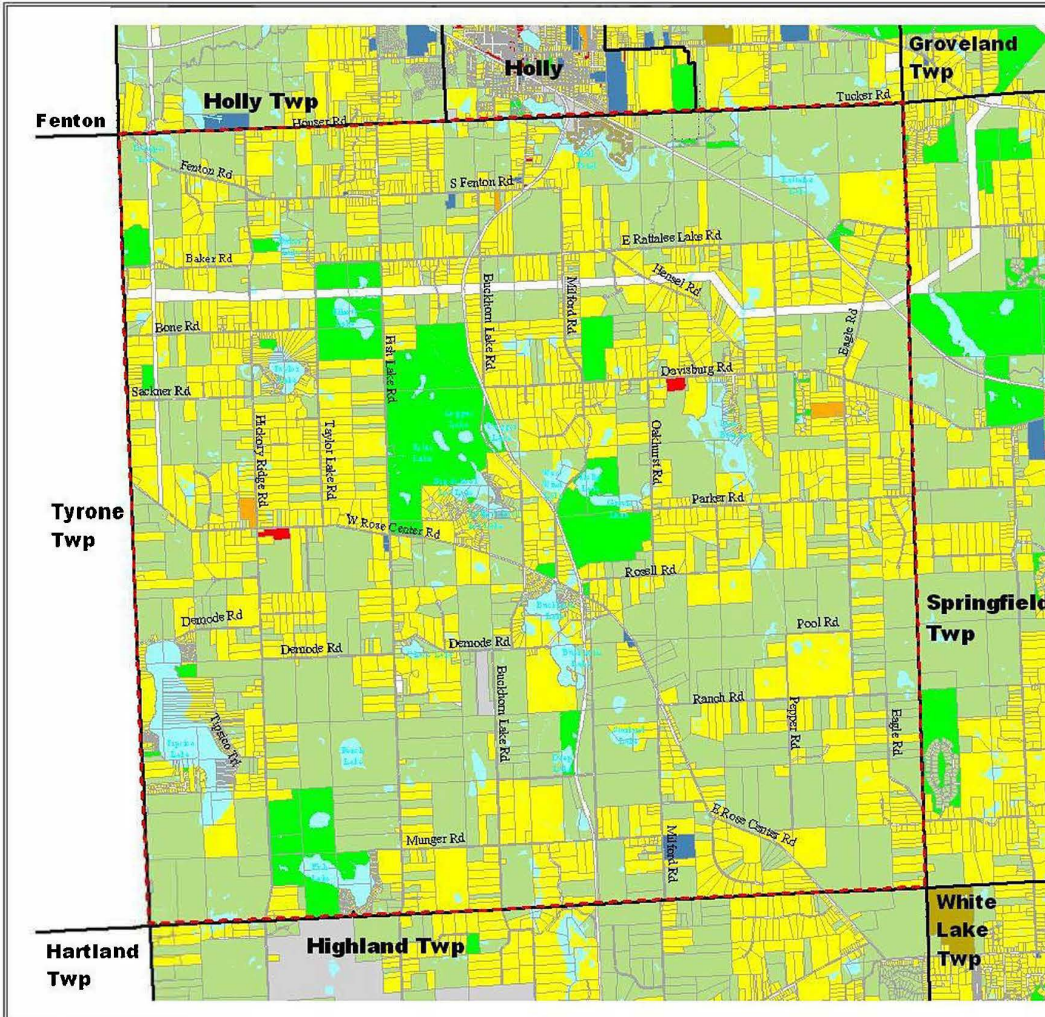 Groveland
Twp
Holly
Holly Twp
Tucker Rd
Fenton
Houser Rd
Fenton Rd
S Fenton Rd
E Rattalee Lake Rd
Baker Rd
Hensel Rd
Buckhorn Lake Rd
Milford Rd
Bone Rd
Eagle Rd
Fish Lake Rd
Davisburg Rd
Sackner Rd
Hickory Ridge Rd
Taylor Lake Rd
Oakhurst Rd
Parker Rd
Tyrone
Twp
W Rose Center Rd
Rosell Rd
Springfield
Twp
Demode Rd
Pool Rd
Demode Rd
Demode Rd
Buckhorn Lake Rd
Ranch Rd
Pepper Rd
Eagle Rd
Tipsico Trl
Munger Rd
Milford Rd
E Rose Center Rd
White
Lake
Twp
Hartland
Twp
Highland Twp